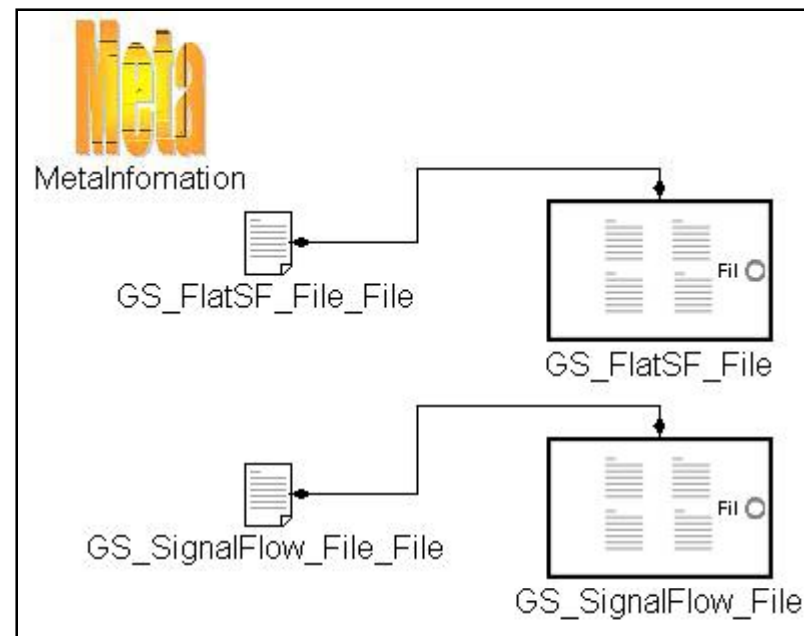 Meta
MetaInfomation
GS_FlatSF_File_File
Fil
GS_FlatSF_File
GS_SignalFlow_File_File
Fil
GS_SignalFlow_File